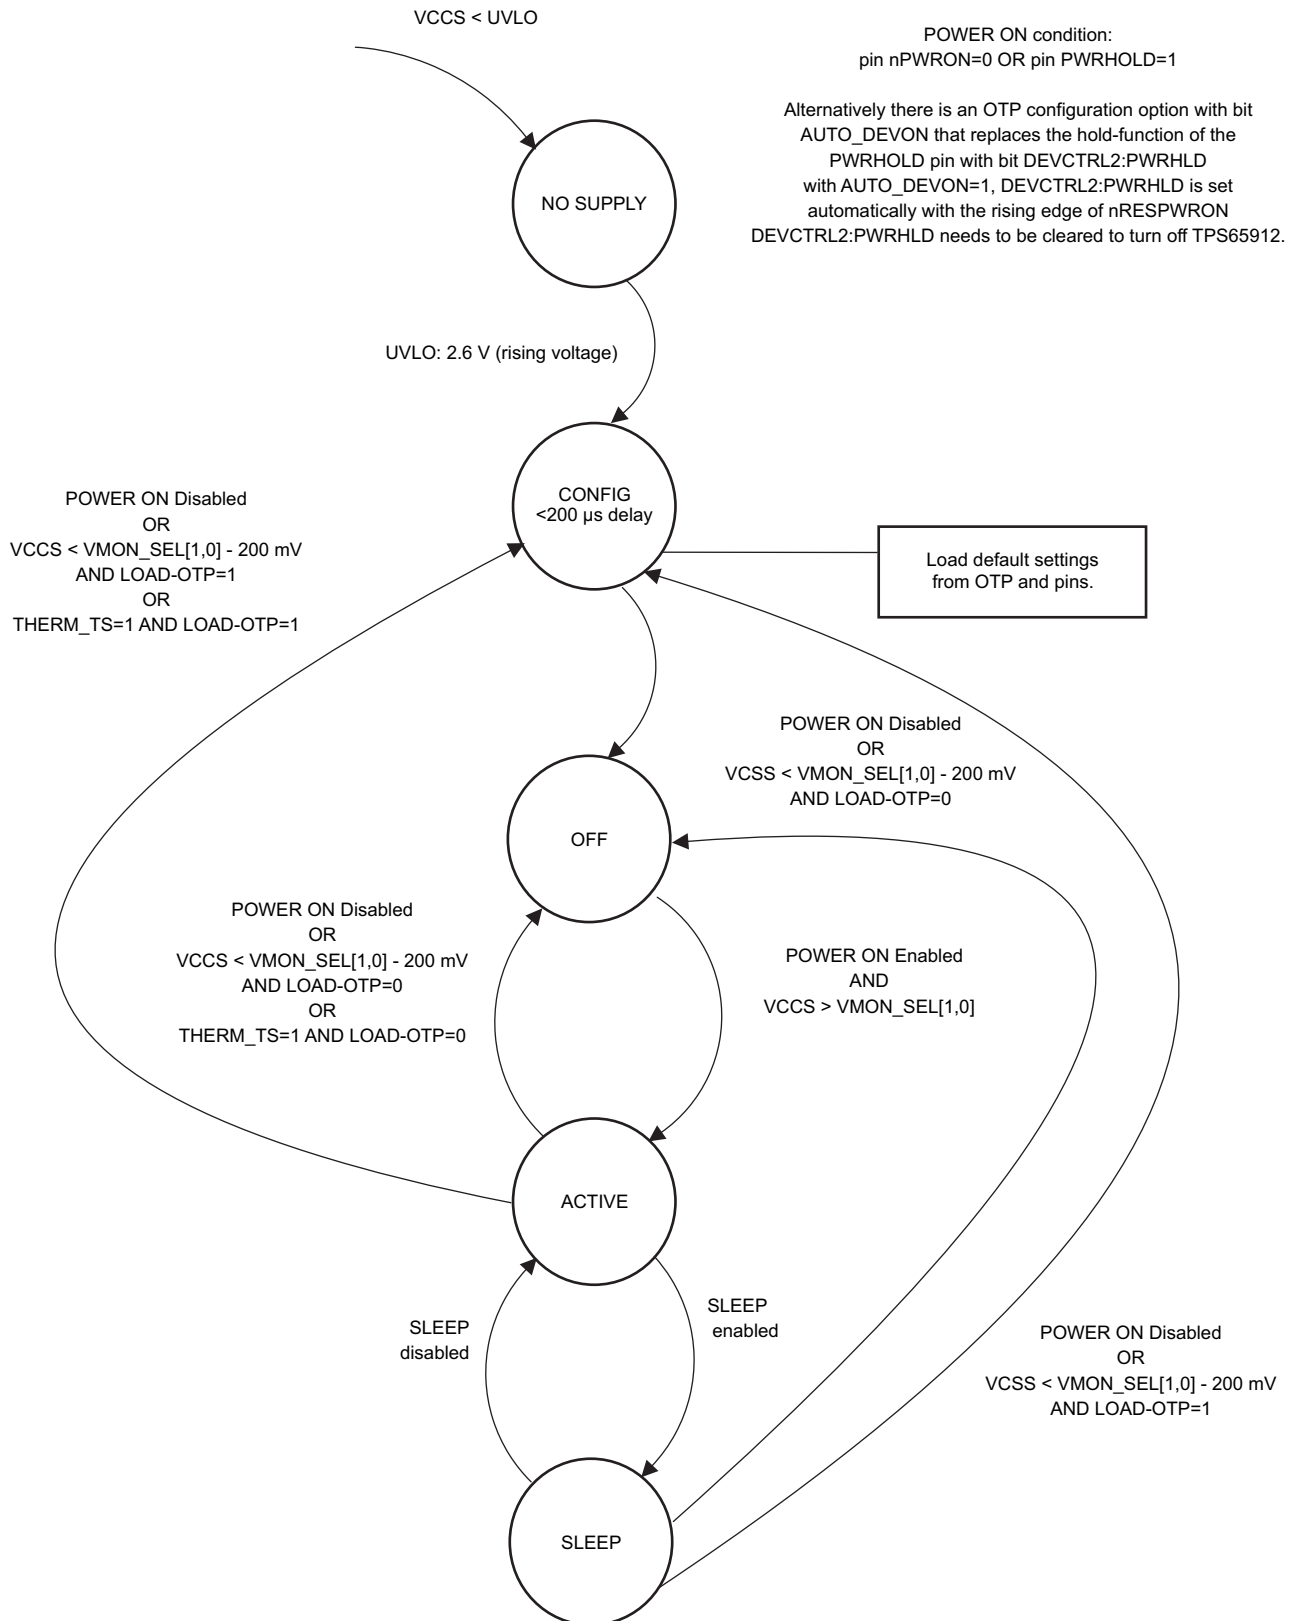 VCCS < UVLO
POWER ON condition:
pin nPWRON=0 OR pin PWRHOLD=1
Alternatively there is an OTP configuration option with bit
AUTO_DEVON that replaces the hold-function of the
PWRHOLD pin with bit DEVCTRL2:PWRHLD
with AUTO_DEVON=1, DEVCTRL2:PWRHLD is set
automatically with the rising edge of nRESPWRON
DEVCTRL2:PWRHLD needs to be cleared to turn off TPS65912.
NO SUPPLY
UVLO: 2.6 V (rising voltage)
CONFIG
<200 µs delay
POWER ON Disabled
OR
VCCS < VMON_SEL[1,0] - 200 mV
AND LOAD-OTP=1
OR
THERM_TS=1 AND LOAD-OTP=1
Load default settings
from OTP and pins.
POWER ON Disabled
OR
VCSS < VMON_SEL[1,0] - 200 mV
AND LOAD-OTP=0
OFF
POWER ON Disabled
OR
VCCS < VMON_SEL[1,0] - 200 mV
AND LOAD-OTP=0
OR
THERM_TS=1 AND LOAD-OTP=0
POWER ON Enabled
AND
VCCS > VMON_SEL[1,0]
ACTIVE
SLEEP
disabled
SLEEP
enabled
POWER ON Disabled
OR
VCSS < VMON_SEL[1,0] - 200 mV
AND LOAD-OTP=1
SLEEP